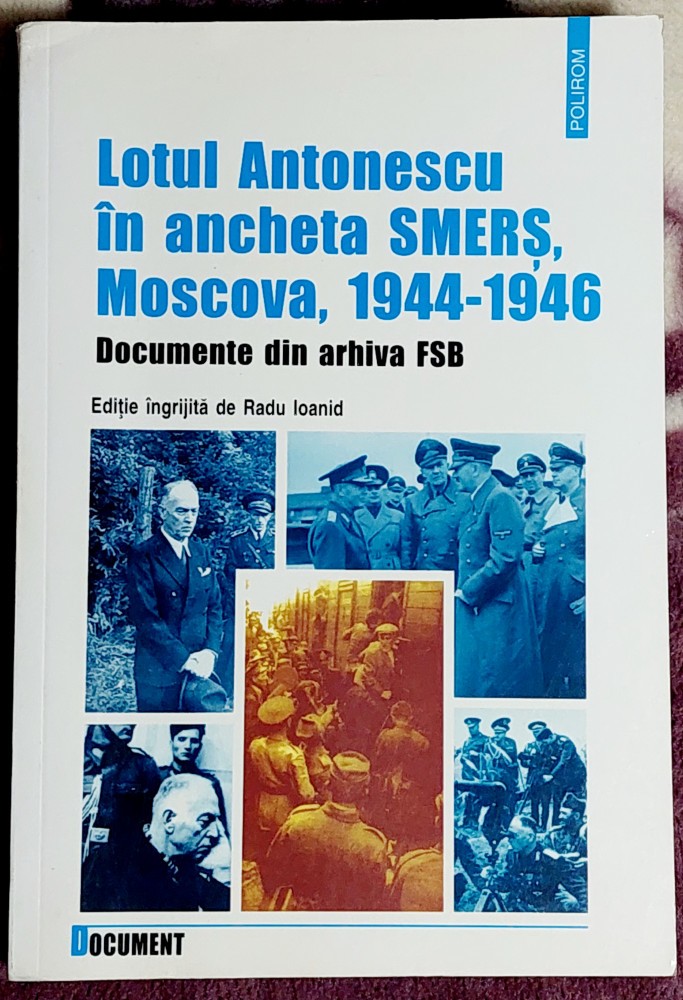 POLIROM
Lotul Antonescu
în ancheta SMERȘ,
Moscova, 1944-1946
Documente din arhiva FSB
Ediție îngrijită de Radu Ioanid
DOCUMENT